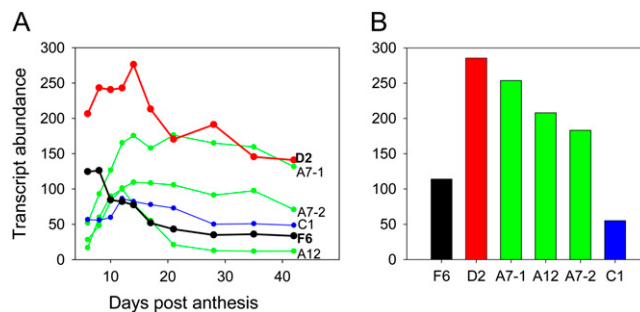 A
B
Transcript abundance
300
250
200
150
100
50
0
10
20
30
40
Days post anthesis
D2
A7-1
A7-2
C1
F6
A12
300
250
200
150
100
50
0
F6 D2 A7-1 A12 A7-2 C1